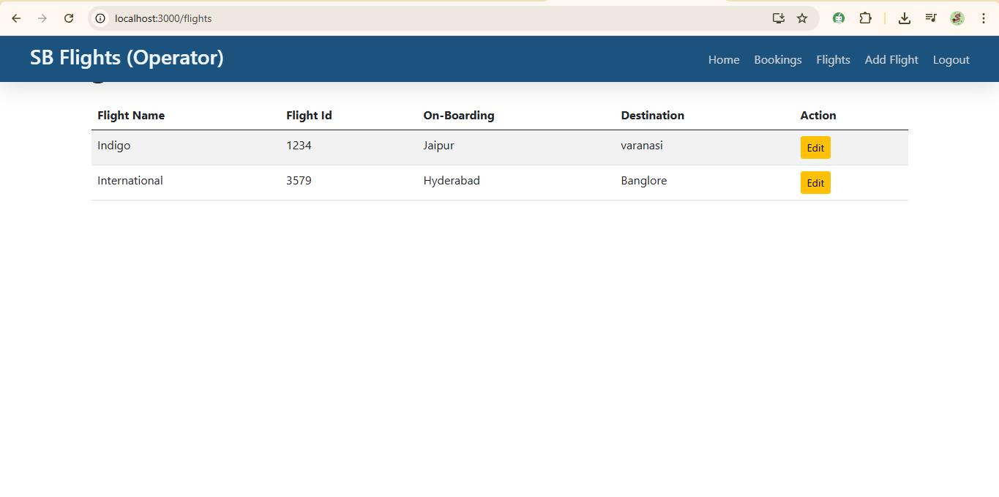 localhost:3000/flights
SB Flights (Operator) Home Bookings Flights Add Flight Logout
Flight Name Flight Id On-Boarding Destination Action
Indigo 1234 Jaipur varanasi Edit
International 3579 Hyderabad Banglore Edit